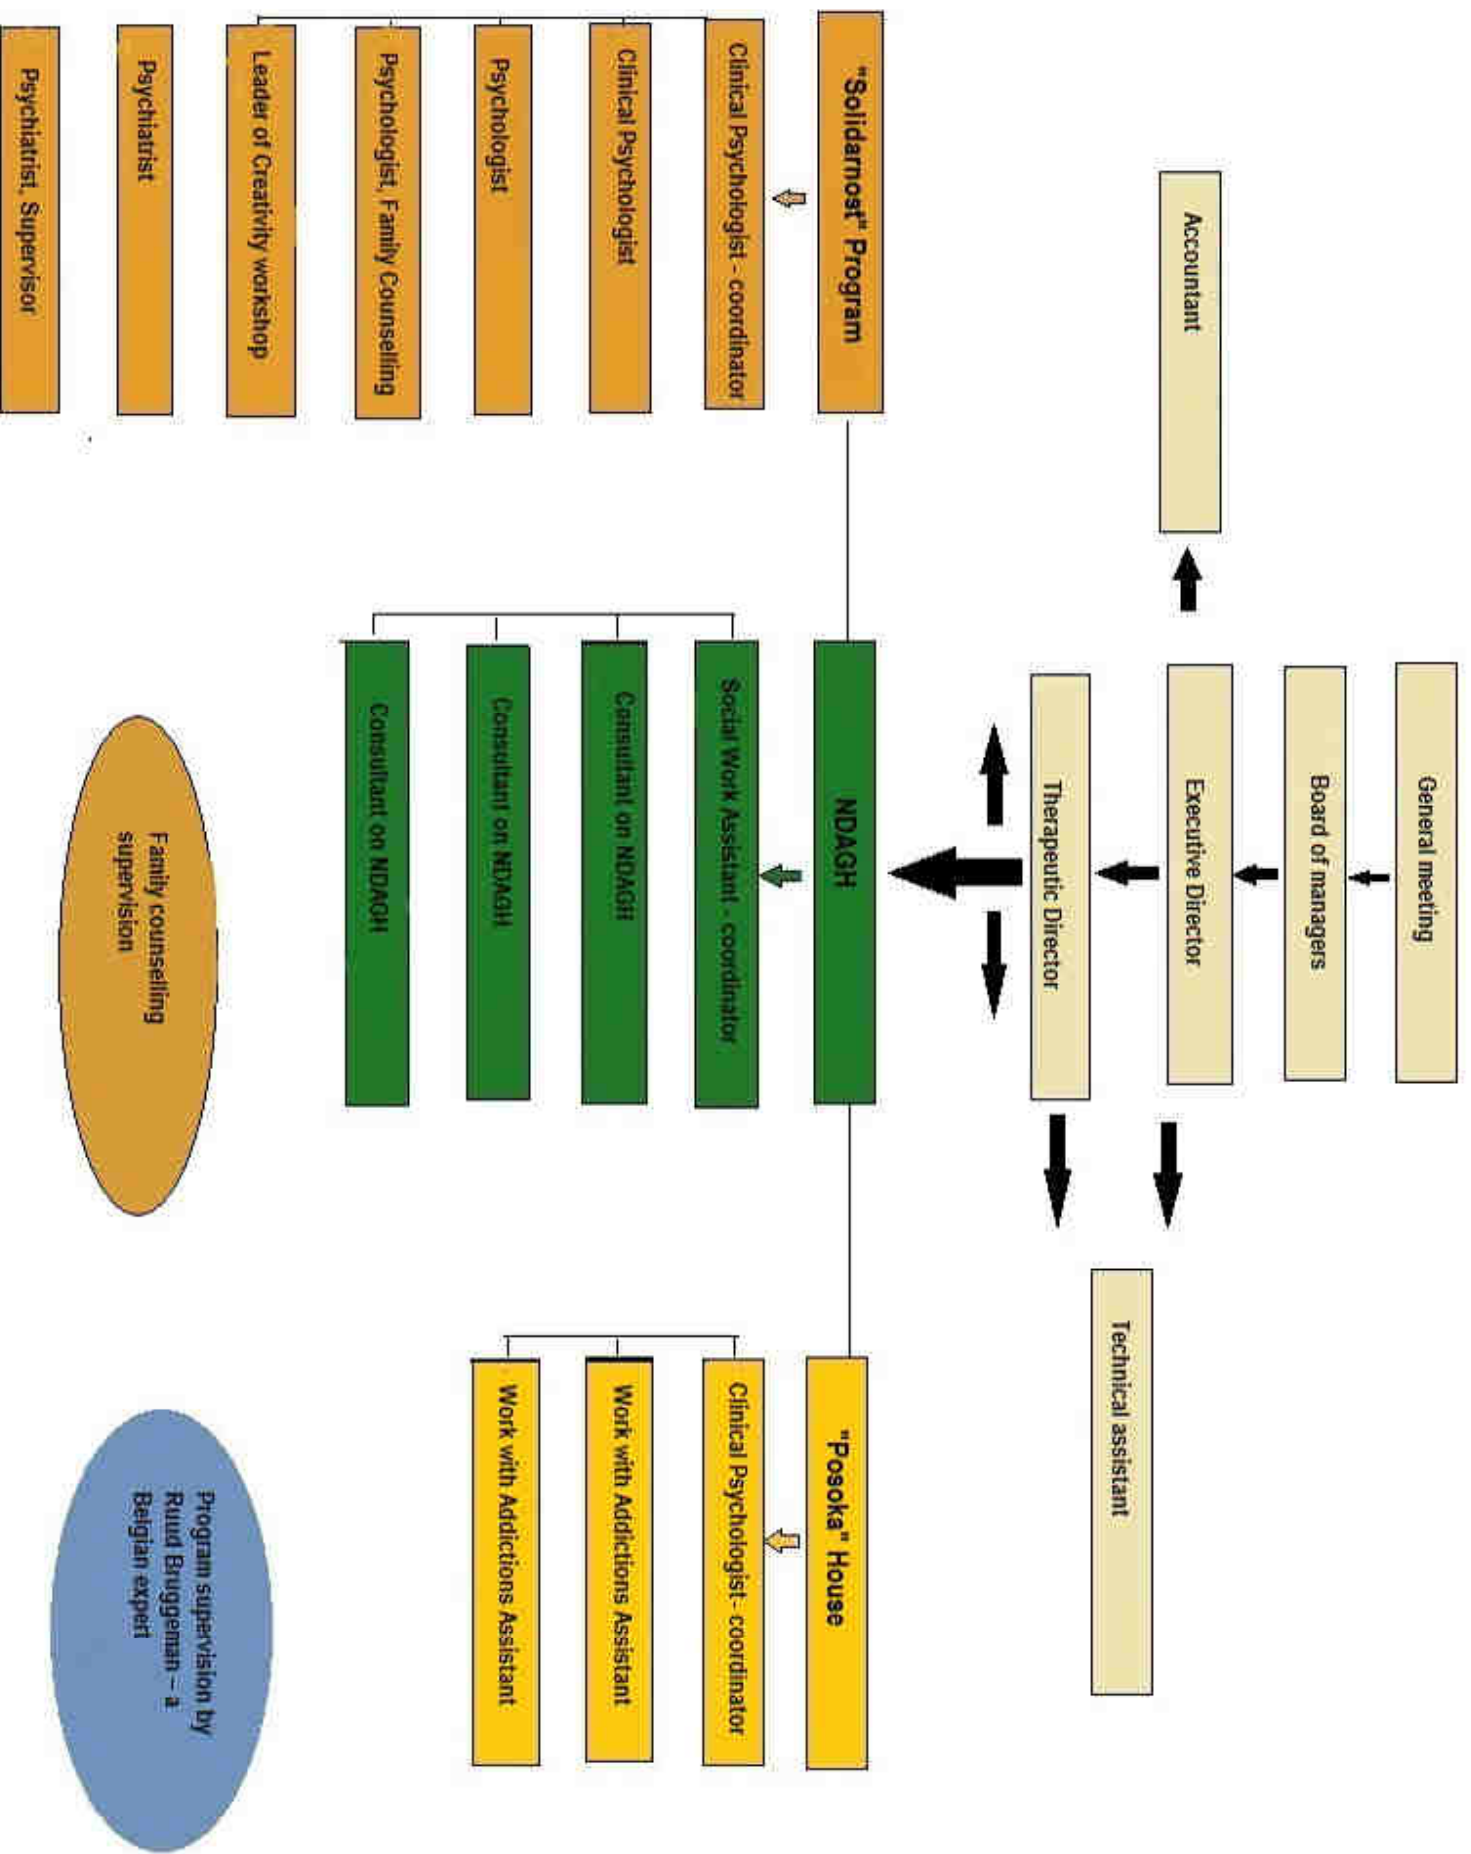 General meeting
Board of managers
Executive Director
Accountant
Technical assistant
Therapeutic Director
"Solidarnost" Program
Clinical Psychologist - coordinator
Clinical Psychologist
Psychologist
Psychologist, Family Counselling
Leader of Creativity workshop
Psychiatrist
Psychiatrist, Supervisor
NDAGH
Social Work Assistant - coordinator
Consultant on NDAGH
Consultant on NDAGH
Consultant on NDAGH
"Posoka" House
Clinical Psychologist - coordinator
Work with Addictions Assistant
Work with Addictions Assistant
Family counselling
supervision
Program supervision by
Ruud Bruggeman – a
Belgian expert